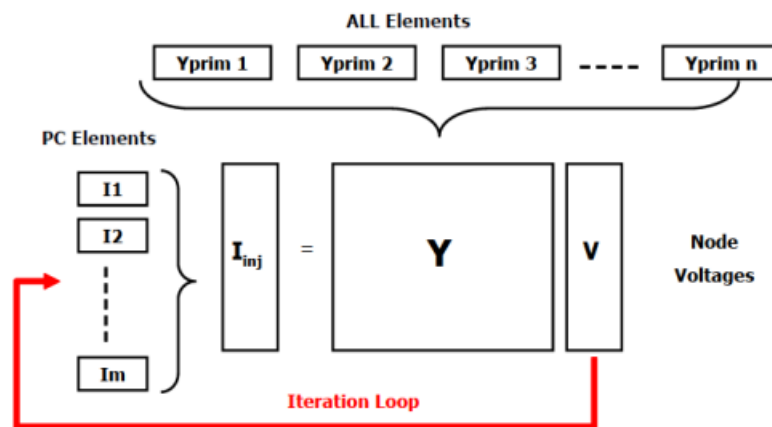 ALL Elements
Yprim 1
Yprim 2
Yprim 3
Yprim n
PC Elements
I1
I2
Im
Iinj
=
Y
V
Node
Voltages
Iteration Loop